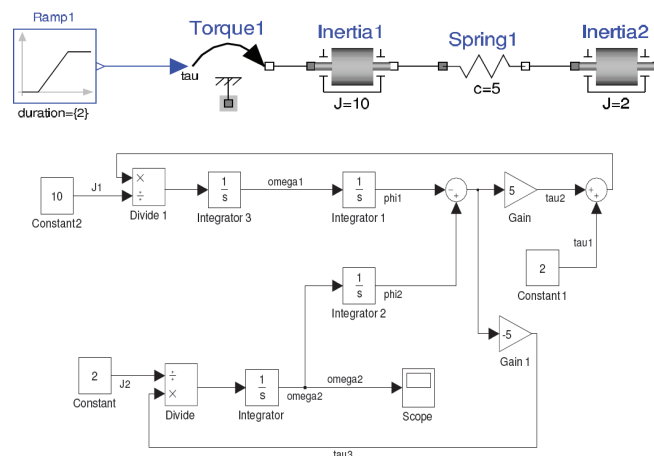 Ramp1
duration={2}
tau
Torque1
Inertia1
J=10
Spring1
c=5
Inertia2
J=2
10
Constant2
J1
×
÷
Divide 1
1
s
Integrator 3
omega1
1
s
Integrator 1
phi1
-
+
5
Gain
tau2
+
+
tau1
2
Constant 1
1
s
Integrator 2
phi2
-5
Gain 1
2
Constant
J2
÷
×
Divide
1
s
Integrator
omega2
omega2
Scope
tau3